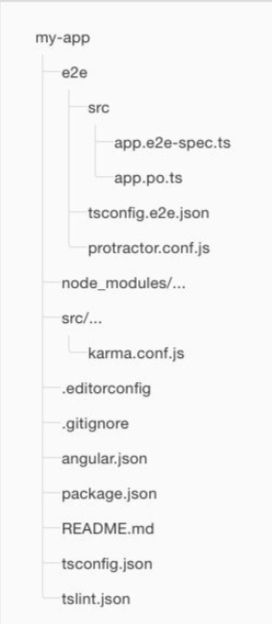 my-app
e2e
src
app.e2e-spec.ts
app.po.ts
tsconfig.e2e.json
protractor.conf.js
node_modules/...
src/...
karma.conf.js
.editorconfig
.gitignore
angular.json
package.json
README.md
tsconfig.json
tslint.json